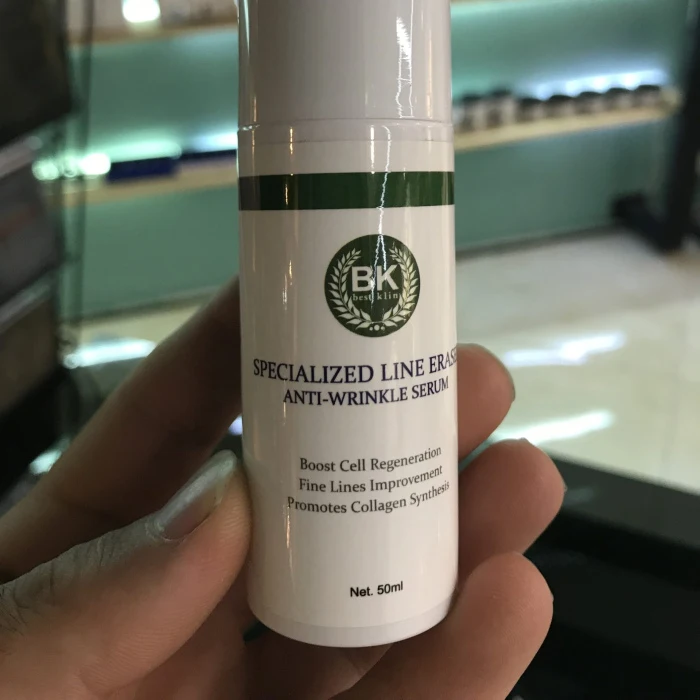 BK
best klin
SPECIALIZED LINE ERASE
ANTI-WRINKLE SERUM
Boost Cell Regeneration
Fine Lines Improvement
Promotes Collagen Synthesis
Net. 50ml